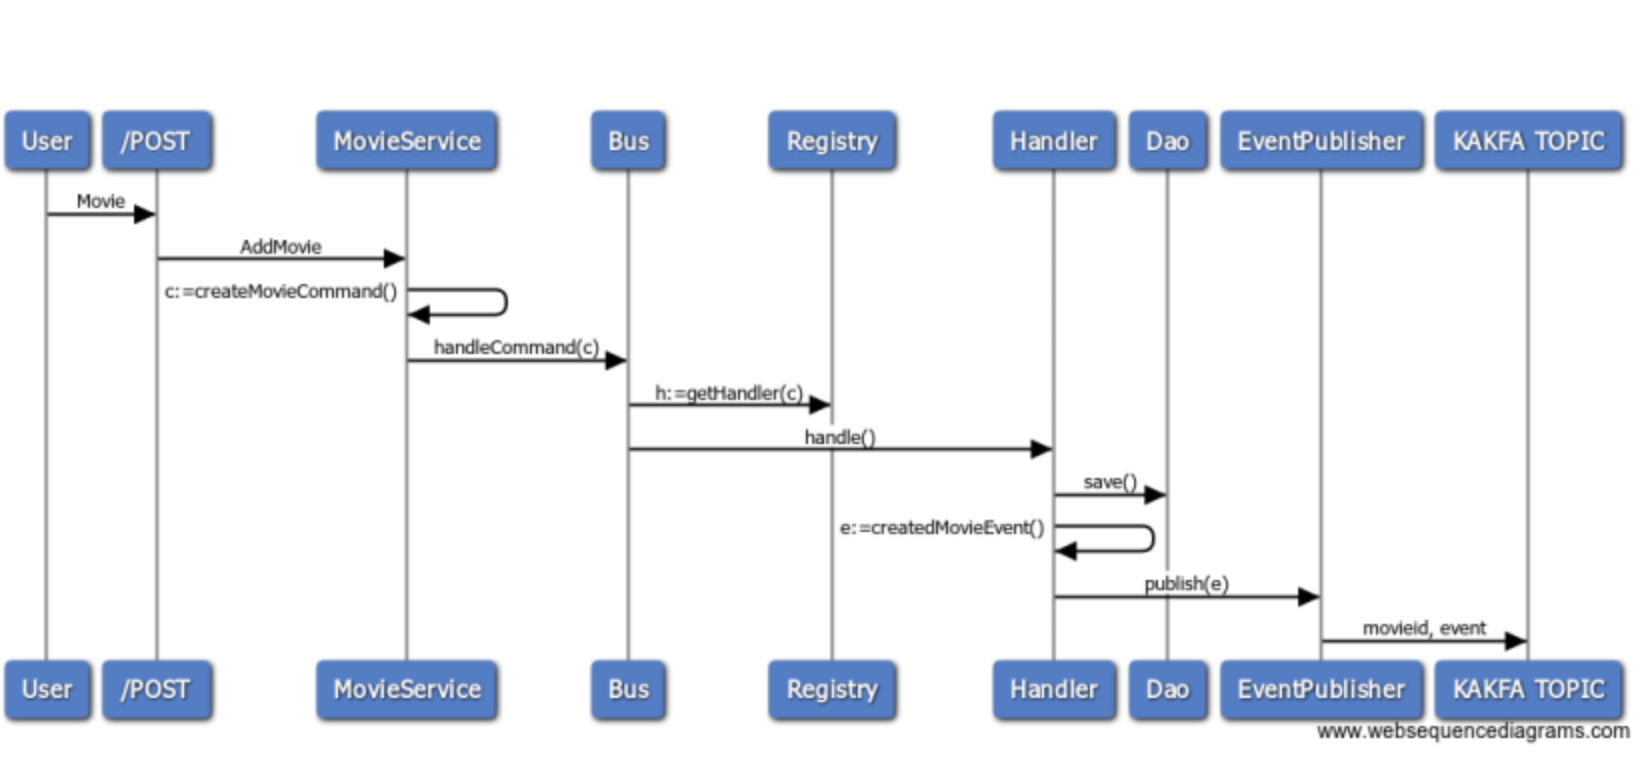 User /POST MovieService Bus Registry Handler Dao EventPublisher KAKFA TOPIC
Movie
AddMovie
c:=createMovieCommand()
handleCommand(c)
h:=getHandler(c)
handle()
save()
e:=createdMovieEvent()
publish(e)
movieid, event
User /POST MovieService Bus Registry Handler Dao EventPublisher KAKFA TOPIC
www.websequencediagrams.com